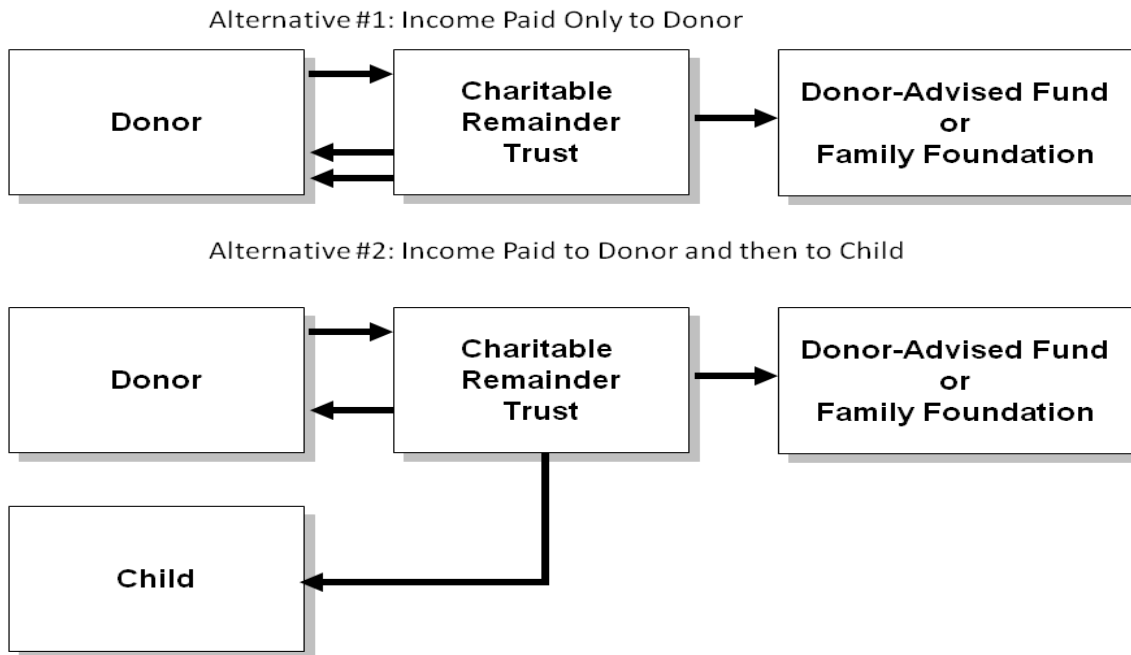 Alternative #1: Income Paid Only to Donor
Donor
Charitable
Remainder
Trust
Donor-Advised Fund
or
Family Foundation
Alternative #2: Income Paid to Donor and then to Child
Donor
Charitable
Remainder
Trust
Donor-Advised Fund
or
Family Foundation
Child